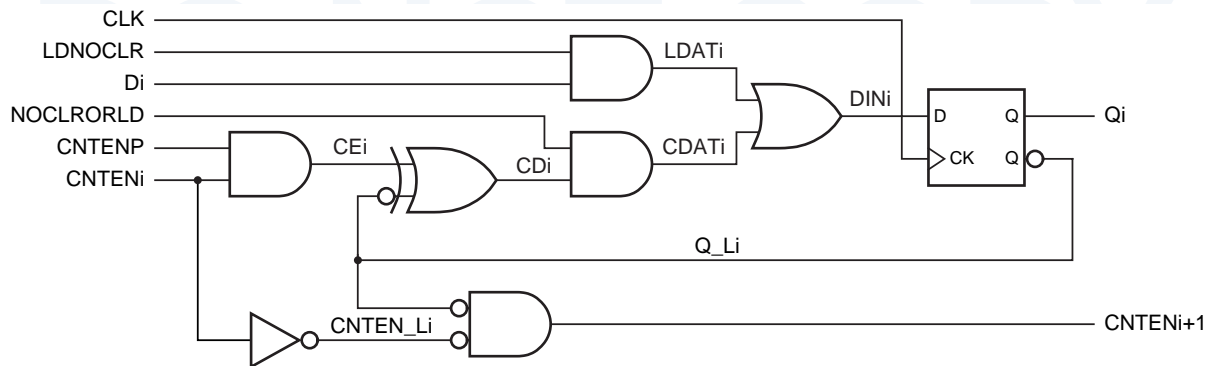 CLK
LDNOCLR
LDATi
Di
DINi
NOCLRORLD
D
Q
Qi
CNTENP
CEi
CDATi
CDi
CK
Q
CNTENi
Q_Li
CNTEN_Li
CNTENi+1